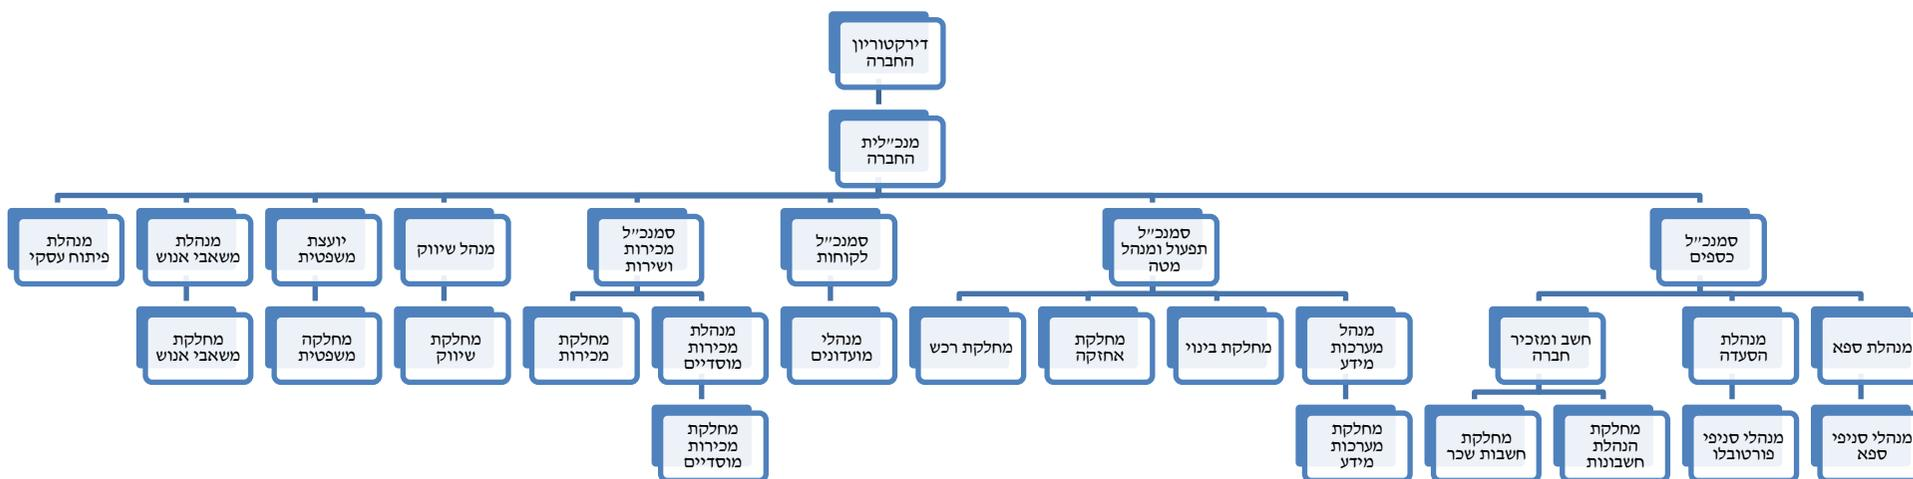 דירקטוריון
החברה
מנכ״לית
החברה
סמנכ״ל
כספים
סמנכ״ל
תפעול ומנהל
מטה
סמנכ״ל
לקוחות
סמנכ״ל
מכירות
ושירות
מנהל שיווק
יועצת
משפטית
מנהלת
משאבי אנוש
מנהלת
פיתוח עסקי
מנהלת ספא
מנהלת
הסעדה
חשב ומזכיר
חברה
מנהל
מערכות
מידע
מחלקת בינוי
מחלקת
אחזקה
מחלקת רכש
מנהלי
מועדונים
מנהלת
מכירות
מוסדיים
מחלקת
מכירות
מחלקת
שיווק
מחלקה
משפטית
מחלקת
משאבי אנוש
מנהלי סניפי
ספא
מנהלי סניפי
פורטובלו
מחלקת
הנהלת
חשבונות
מחלקת
חשבות שכר
מחלקת
מערכות
מידע
מחלקת
מכירות
מוסדיים